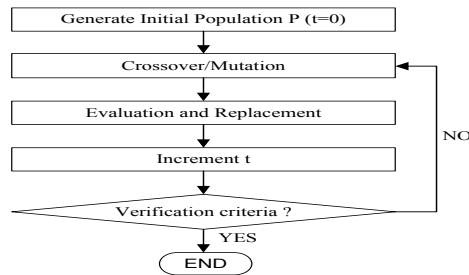 Generate Initial Population P (t=0)
Crossover/Mutation
Evaluation and Replacement
NO
Increment t
Verification criteria ?
YES
END